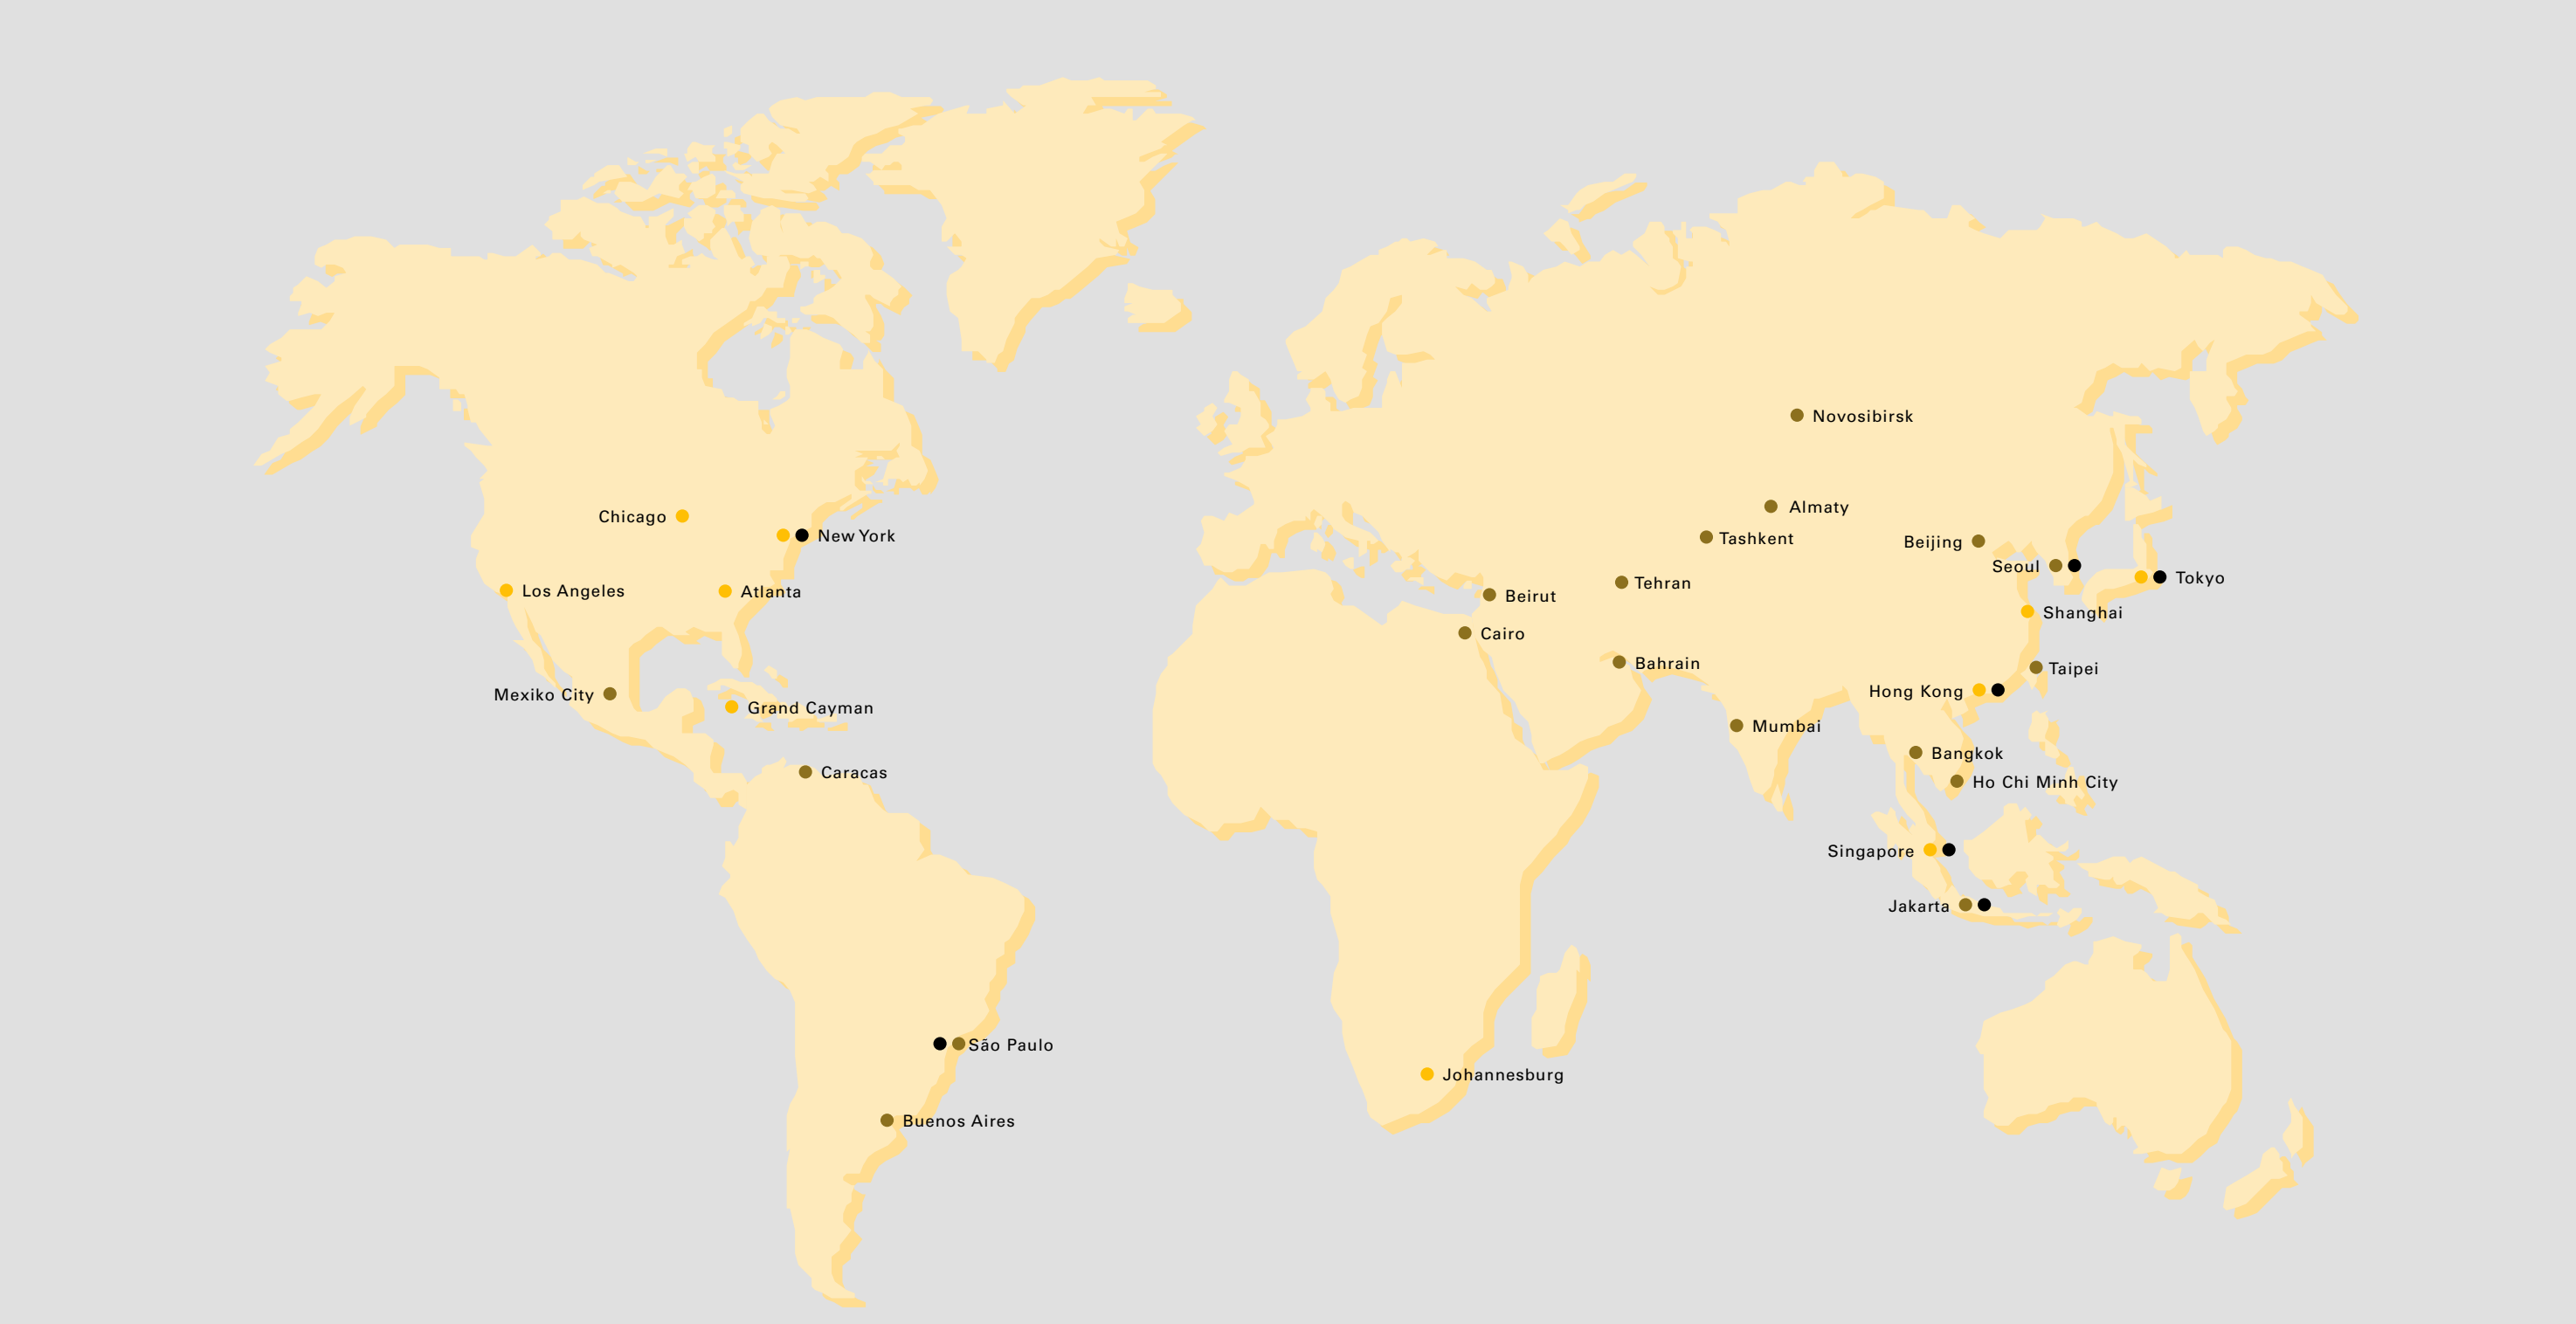 Novosibirsk
Almaty
Chicago
New York
Tashkent
Beijing
Seoul
Tokyo
Los Angeles
Atlanta
Tehran
Beirut
Shanghai
Cairo
Bahrain
Taipei
Mexiko City
Hong Kong
Grand Cayman
Mumbai
Bangkok
Caracas
Ho Chi Minh City
Singapore
Jakarta
São Paulo
Johannesburg
Buenos Aires